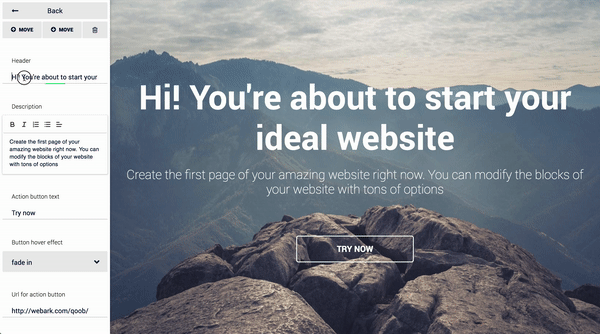 Back
MOVE
MOVE
Header
Hi! You're about to start your
Description
B I
Create the first page of your
amazing website right now. You can
modify the blocks of your website
with tons of options
Action button text
Try now
Button hover effect
fade in
Url for action button
http://webark.com/qoob/
Hi! You're about to start your
ideal website
Create the first page of your amazing website right now. You can modify the blocks of
your website with tons of options
TRY NOW